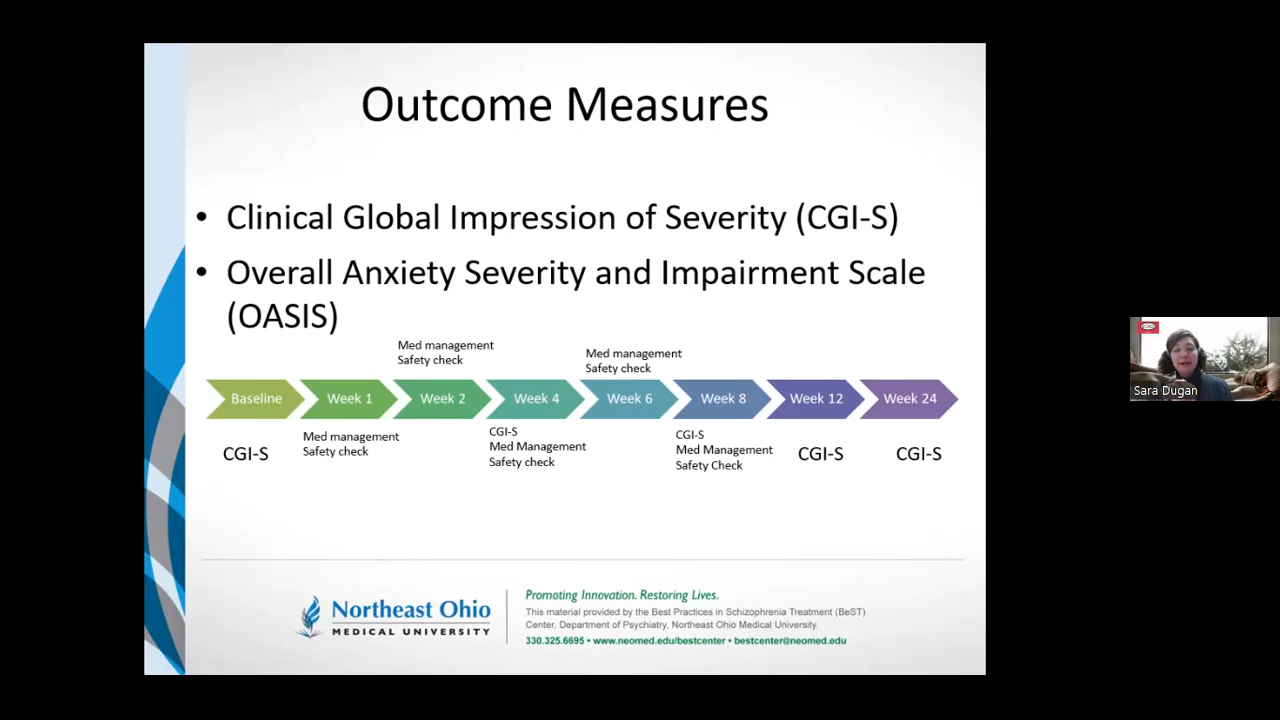 Outcome Measures
• Clinical Global Impression of Severity (CGI-S)
• Overall Anxiety Severity and Impairment Scale
(OASIS)
Med management
Safety check
Med management
Safety check
Baseline
Week 1
Week 2
Week 4
Week 6
Week 8
Week 12
Week 24
CGI-S
Med management
Safety check
CGI-S
Med Management
Safety check
CGI-S
Med Management
Safety Check
CGI-S
CGI-S
Northeast Ohio
MEDICAL UNIVERSITY
Promoting Innovation. Restoring Lives.
This material provided by the Best Practices in Schizophrenia Treatment (BeST)
Center, Department of Psychiatry, Northeast Ohio Medical University.
330.325.6695 • www.neomed.edu/bestcenter • bestcenter@neomed.edu
Sara Dugan